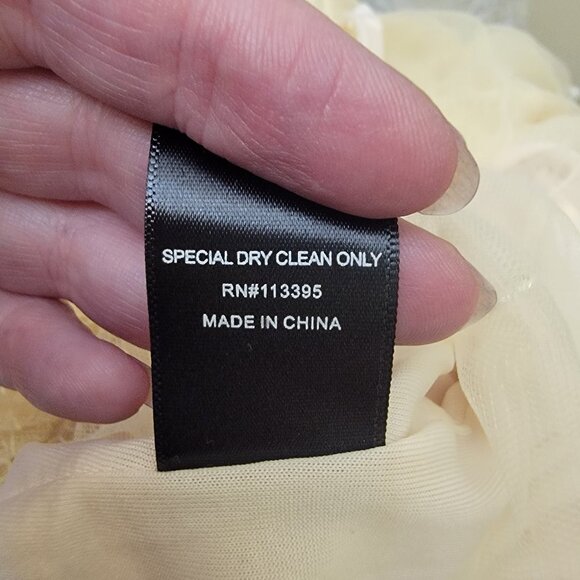 SPECIAL DRY CLEAN ONLY
RN#113395
MADE IN CHINA